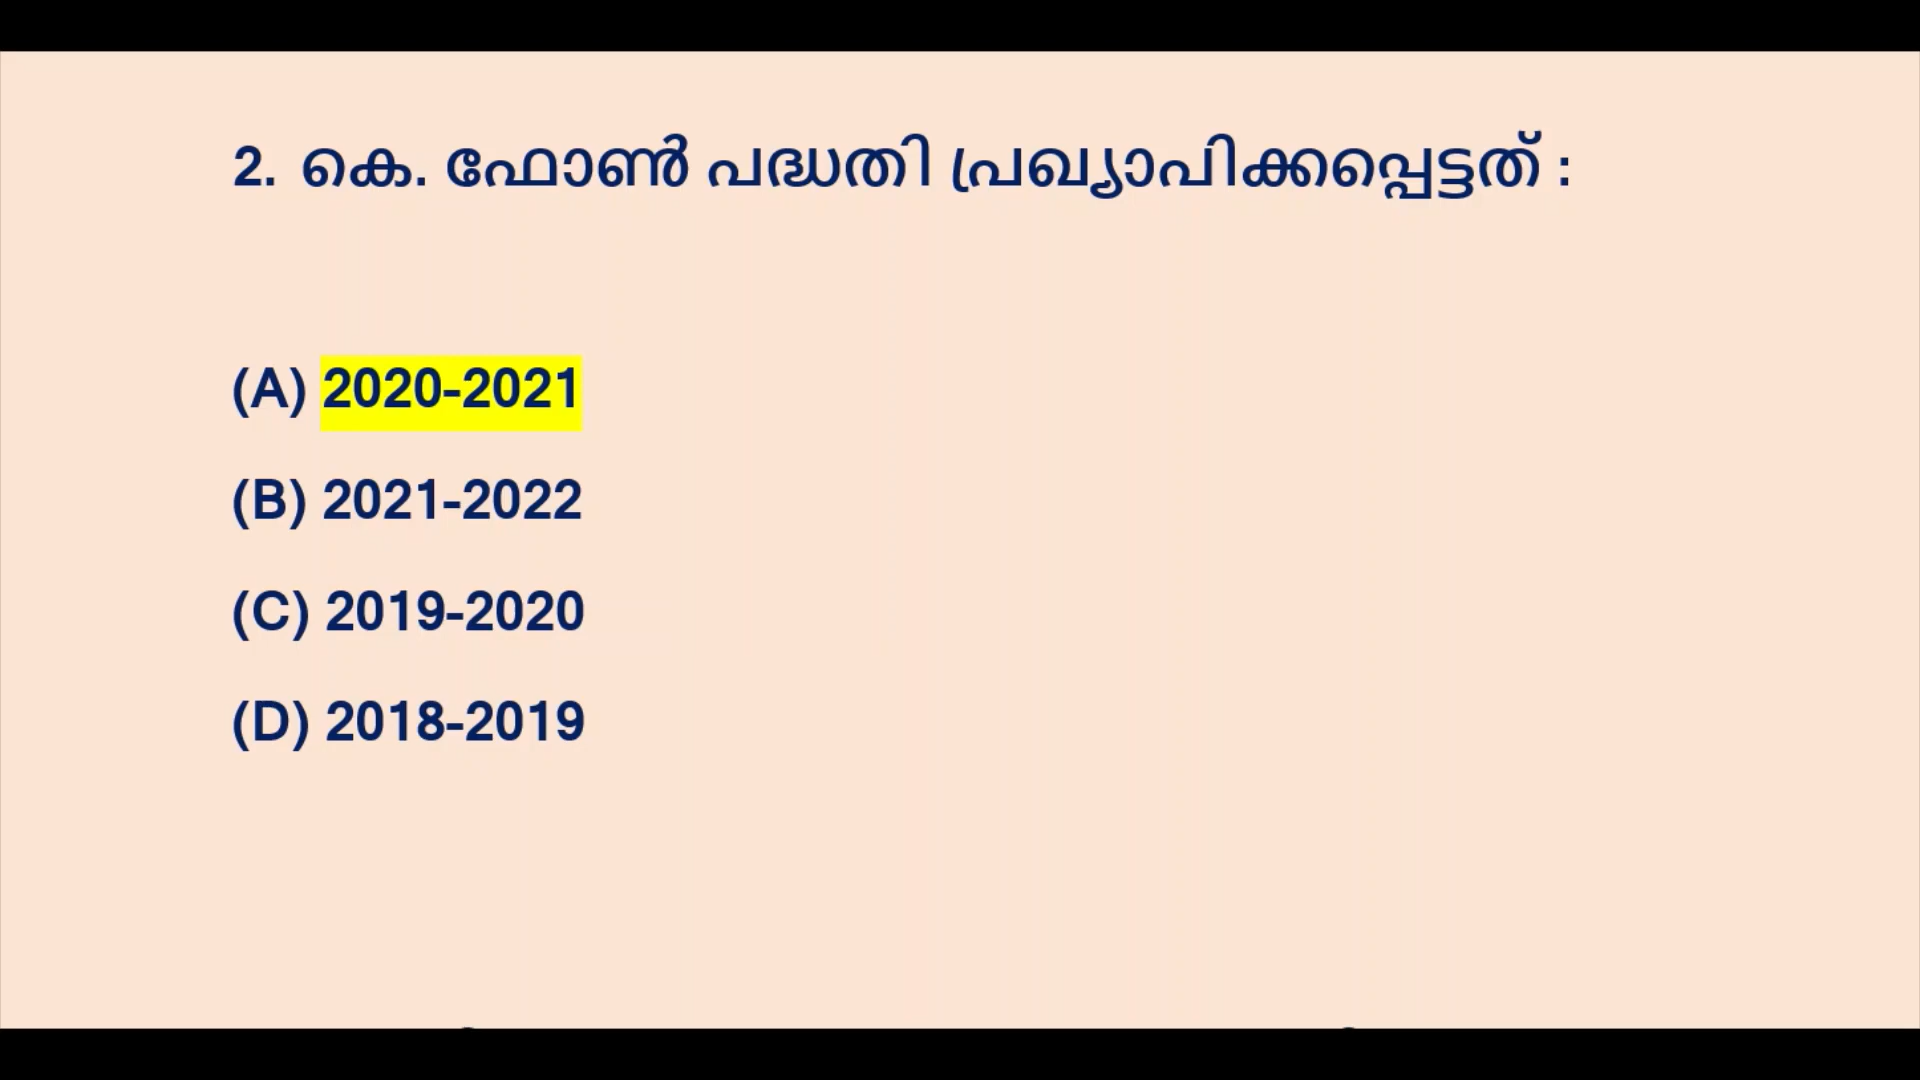 2. കെ. ഫോൺ പദ്ധതി പ്രഖ്യാപിക്കപ്പെട്ടത് :
(A) 2020-2021
(B) 2021-2022
(C) 2019-2020
(D) 2018-2019